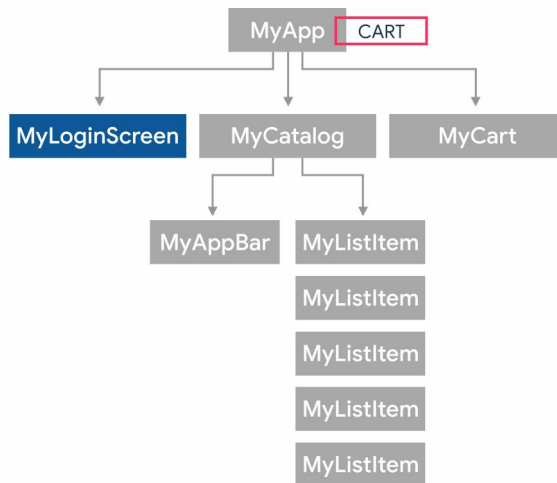 MyApp
CART
MyLoginScreen
MyCatalog
MyCart
MyAppBar
MyListItem
MyListItem
MyListItem
MyListItem
MyListItem